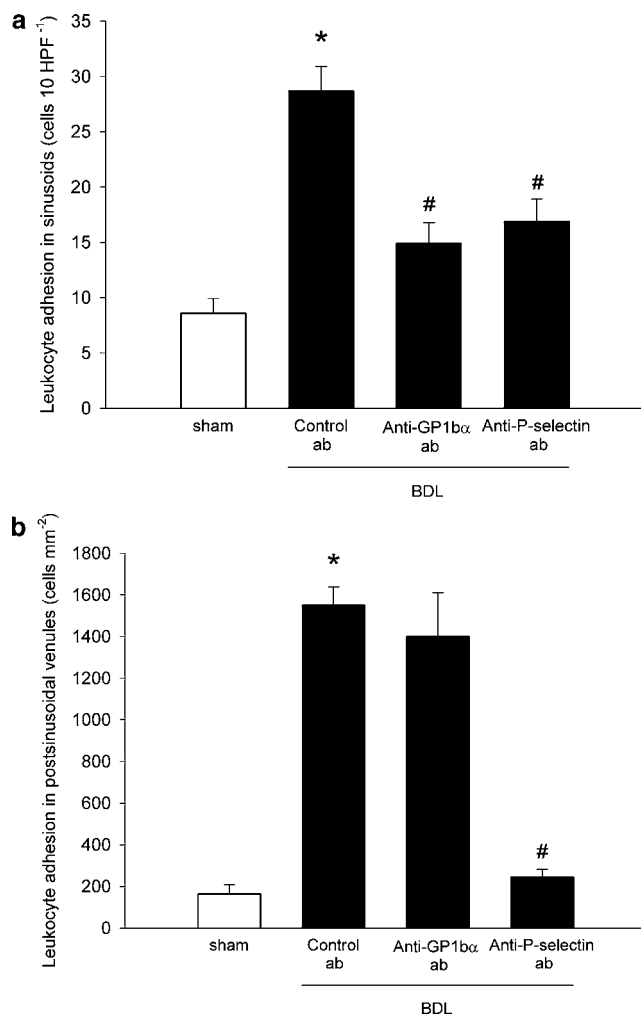 a
Leukocyte adhesion in sinusoids (cells 10 HPF⁻¹)
35
30
25
20
15
10
5
0
*
#
#
sham
Control
ab
Anti-GP1bα
ab
Anti-P-selectin
ab
BDL
b
Leukocyte adhesion in postsinusoidal venules (cells mm⁻²)
1800
1600
1400
1200
1000
800
600
400
200
0
*
#
sham
Control
ab
Anti-GP1bα
ab
Anti-P-selectin
ab
BDL